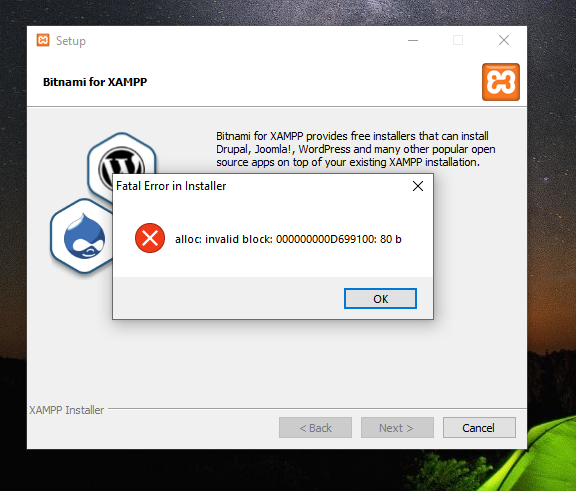 Setup
Bitnami for XAMPP
Bitnami for XAMPP provides free installers that can install
Drupal, Joomla!, WordPress and many other popular open
source apps on top of your existing XAMPP installation.
Fatal Error in Installer
alloc: invalid block: 000000000D699100: 80 b
OK
XAMPP Installer
< Back
Next >
Cancel